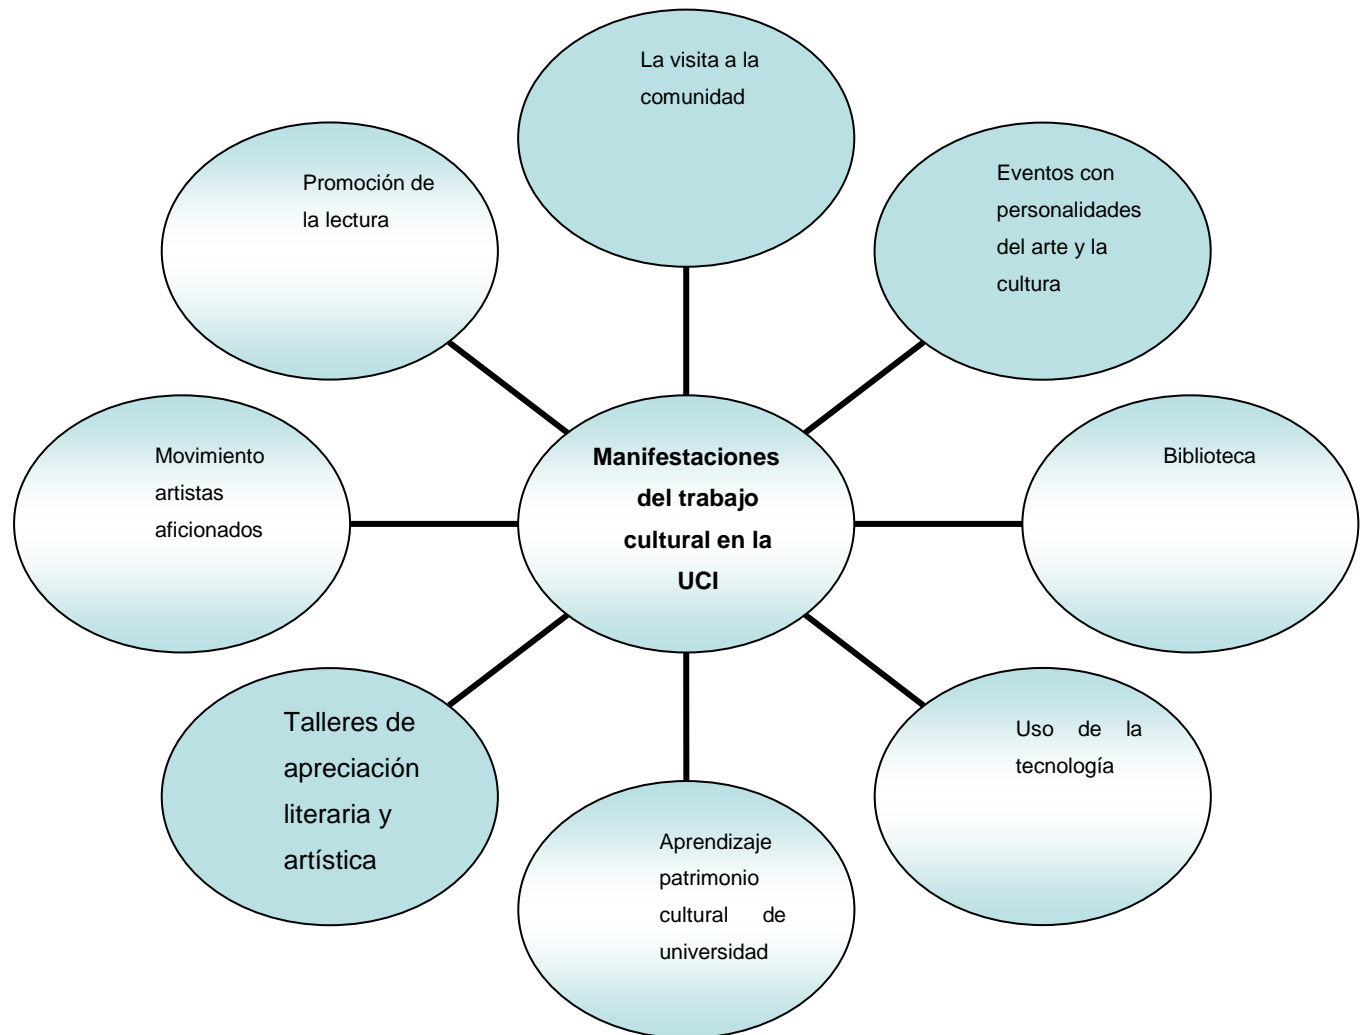 La visita a la
comunidad
Eventos con
personalidades
del arte y la
cultura
Promoción de
la lectura
Movimiento
artistas
aficionados
Manifestaciones
del trabajo
cultural en la
UCI
Biblioteca
Talleres de
apreciación
literaria y
artística
Uso de la
tecnología
Aprendizaje
patrimonio
cultural de
universidad